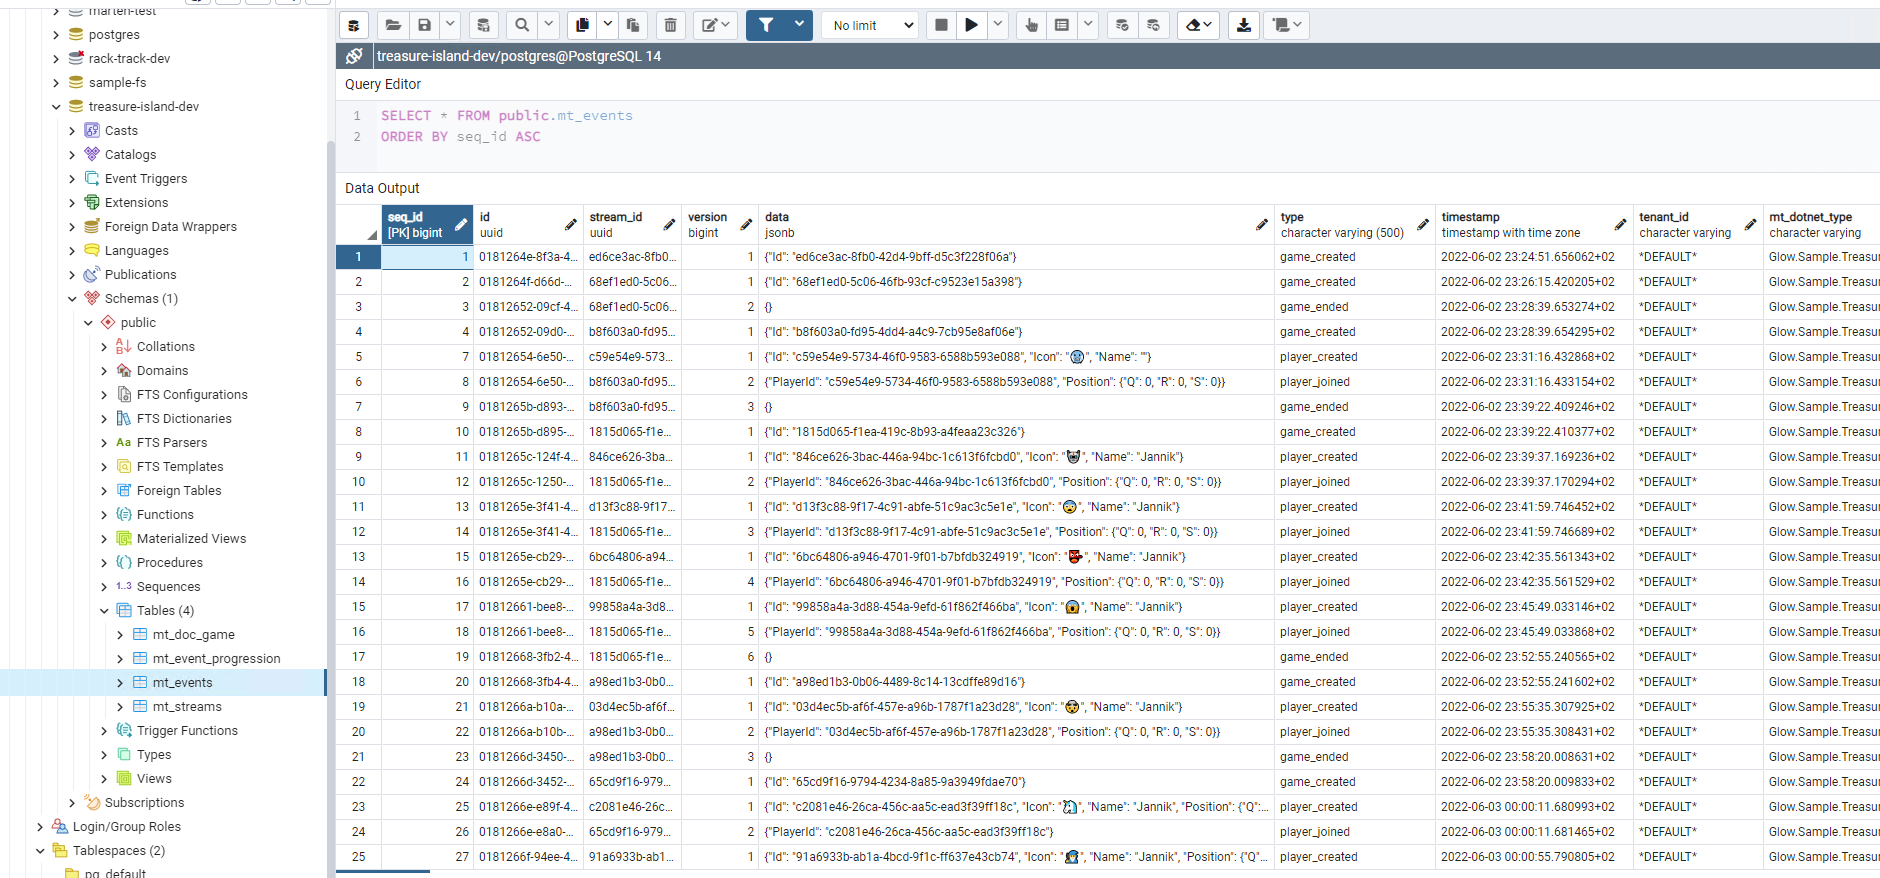 marten-test
postgres
rack-track-dev
sample-fs
treasure-island-dev
Casts
Catalogs
Event Triggers
Extensions
Foreign Data Wrappers
Languages
Publications
Schemas (1)
public
Collations
Domains
FTS Configurations
FTS Dictionaries
FTS Parsers
FTS Templates
Foreign Tables
Functions
Materialized Views
Procedures
Sequences
Tables (4)
mt_doc_game
mt_event_progression
mt_events
mt_streams
Trigger Functions
Types
Views
Subscriptions
Login/Group Roles
Tablespaces (2)
pg_default
No limit
treasure-island-dev/postgres@PostgreSQL 14
Query Editor
1 SELECT * FROM public.mt_events
2 ORDER BY seq_id ASC
Data Output
seq_id id stream_id version data type timestamp tenant_id mt_dotnet_type
[PK] bigint uuid uuid bigint jsonb character varying (500) timestamp with time zone character varying character varying
1 1 0181264e-8f3a-4... ed6ce3ac-8fb0... 1 {"Id": "ed6ce3ac-8fb0-42d4-9bff-d5c3f228f06a"} game_created 2022-06-02 23:24:51.656062+02 *DEFAULT* Glow.Sample.Treasur
2 2 0181264f-d66d-... 68ef1ed0-5c06... 1 {"Id": "68ef1ed0-5c06-46fb-93cf-c9523e15a398"} game_created 2022-06-02 23:26:15.420205+02 *DEFAULT* Glow.Sample.Treasur
3 3 01812652-09cf-4... 68ef1ed0-5c06... 2 {} game_ended 2022-06-02 23:28:39.653274+02 *DEFAULT* Glow.Sample.Treasur
4 4 01812652-09d0-... b8f603a0-fd95... 1 {"Id": "b8f603a0-fd95-4dd4-a4c9-7cb95e8af06e"} game_created 2022-06-02 23:28:39.654295+02 *DEFAULT* Glow.Sample.Treasur
5 7 01812654-6e50-... c59e54e9-573... 1 {"Id": "c59e54e9-5734-46f0-9583-6588b593e088", "Icon": "🥶", "Name": ""} player_created 2022-06-02 23:31:16.432868+02 *DEFAULT* Glow.Sample.Treasur
6 8 01812654-6e50-... b8f603a0-fd95... 2 {"PlayerId": "c59e54e9-5734-46f0-9583-6588b593e088", "Position": {"Q": 0, "R": 0, "S": 0}} player_joined 2022-06-02 23:31:16.433154+02 *DEFAULT* Glow.Sample.Treasur
7 9 0181265b-d893-... b8f603a0-fd95... 3 {} game_ended 2022-06-02 23:39:22.409246+02 *DEFAULT* Glow.Sample.Treasur
8 10 0181265b-d895-... 1815d065-f1e... 1 {"Id": "1815d065-f1ea-419c-8b93-a4feaa23c326"} game_created 2022-06-02 23:39:22.410377+02 *DEFAULT* Glow.Sample.Treasur
9 11 0181265c-124f-4... 846ce626-3ba... 1 {"Id": "846ce626-3bac-446a-94bc-1c613f6fcbd0", "Icon": "", "Name": "Jannik"} player_created 2022-06-02 23:39:37.169236+02 *DEFAULT* Glow.Sample.Treasur
10 12 0181265c-1250-... 1815d065-f1e... 2 {"PlayerId": "846ce626-3bac-446a-94bc-1c613f6fcbd0", "Position": {"Q": 0, "R": 0, "S": 0}} player_joined 2022-06-02 23:39:37.170294+02 *DEFAULT* Glow.Sample.Treasur
11 13 0181265e-3f41-4... d13f3c88-9f17... 1 {"Id": "d13f3c88-9f17-4c91-abfe-51c9ac3c5e1e", "Icon": "😨", "Name": "Jannik"} player_created 2022-06-02 23:41:59.746452+02 *DEFAULT* Glow.Sample.Treasur
12 14 0181265e-3f41-4... 1815d065-f1e... 3 {"PlayerId": "d13f3c88-9f17-4c91-abfe-51c9ac3c5e1e", "Position": {"Q": 0, "R": 0, "S": 0}} player_joined 2022-06-02 23:41:59.746689+02 *DEFAULT* Glow.Sample.Treasur
13 15 0181265e-cb29-... 6bc64806-a94... 1 {"Id": "6bc64806-a946-4701-9f01-b7bfdb324919", "Icon": "👺", "Name": "Jannik"} player_created 2022-06-02 23:42:35.561343+02 *DEFAULT* Glow.Sample.Treasur
14 16 0181265e-cb29-... 1815d065-f1e... 4 {"PlayerId": "6bc64806-a946-4701-9f01-b7bfdb324919", "Position": {"Q": 0, "R": 0, "S": 0}} player_joined 2022-06-02 23:42:35.561529+02 *DEFAULT* Glow.Sample.Treasur
15 17 01812661-bee8-... 99858a4a-3d8... 1 {"Id": "99858a4a-3d88-454a-9efd-61f862f466ba", "Icon": "😱", "Name": "Jannik"} player_created 2022-06-02 23:45:49.033146+02 *DEFAULT* Glow.Sample.Treasur
16 18 01812661-bee8-... 1815d065-f1e... 5 {"PlayerId": "99858a4a-3d88-454a-9efd-61f862f466ba", "Position": {"Q": 0, "R": 0, "S": 0}} player_joined 2022-06-02 23:45:49.033868+02 *DEFAULT* Glow.Sample.Treasur
17 19 01812668-3fb2-4... 1815d065-f1e... 6 {} game_ended 2022-06-02 23:52:55.240565+02 *DEFAULT* Glow.Sample.Treasur
18 20 01812668-3fb4-4... a98ed1b3-0b0... 1 {"Id": "a98ed1b3-0b06-4489-8c14-13cdffe89d16"} game_created 2022-06-02 23:52:55.241602+02 *DEFAULT* Glow.Sample.Treasur
19 21 0181266a-b10a-... 03d4ec5b-af6f... 1 {"Id": "03d4ec5b-af6f-457e-a96b-1787f1a23d28", "Icon": "", "Name": "Jannik"} player_created 2022-06-02 23:55:35.307925+02 *DEFAULT* Glow.Sample.Treasur
20 22 0181266a-b10b-... a98ed1b3-0b0... 2 {"PlayerId": "03d4ec5b-af6f-457e-a96b-1787f1a23d28", "Position": {"Q": 0, "R": 0, "S": 0}} player_joined 2022-06-02 23:55:35.308431+02 *DEFAULT* Glow.Sample.Treasur
21 23 0181266d-3450-... a98ed1b3-0b0... 3 {} game_ended 2022-06-02 23:58:20.008631+02 *DEFAULT* Glow.Sample.Treasur
22 24 0181266d-3452-... 65cd9f16-979... 1 {"Id": "65cd9f16-9794-4234-8a85-9a3949fdae70"} game_created 2022-06-02 23:58:20.009833+02 *DEFAULT* Glow.Sample.Treasur
23 25 0181266e-e89f-4... c2081e46-26c... 1 {"Id": "c2081e46-26ca-456c-aa5c-ead3f39ff18c", "Icon": "", "Name": "Jannik", "Position": {"Q":... player_created 2022-06-03 00:00:11.680993+02 *DEFAULT* Glow.Sample.Treasur
24 26 0181266e-e8a0-... 65cd9f16-979... 2 {"PlayerId": "c2081e46-26ca-456c-aa5c-ead3f39ff18c"} player_joined 2022-06-03 00:00:11.681465+02 *DEFAULT* Glow.Sample.Treasur
25 27 0181266f-94ee-4... 91a6933b-ab1... 1 {"Id": "91a6933b-ab1a-4bcd-9f1c-ff637e43cb74", "Icon": "", "Name": "Jannik", "Position": {"Q"... player_created 2022-06-03 00:00:55.790805+02 *DEFAULT* Glow.Sample.Treasur